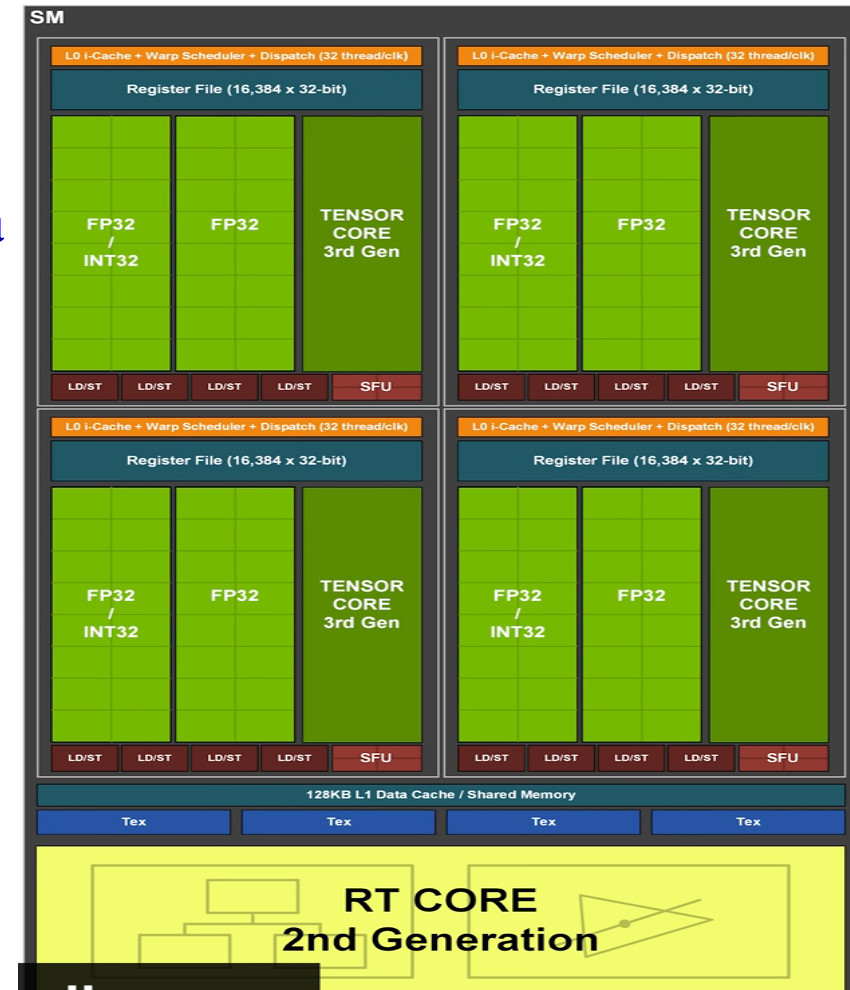 SM
L0 i-Cache + Warp Scheduler + Dispatch (32 thread/clk)
Register File (16,384 x 32-bit)
FP32
/
INT32
FP32
TENSOR
CORE
3rd Gen
LD/ST LD/ST LD/ST LD/ST SFU
L0 i-Cache + Warp Scheduler + Dispatch (32 thread/clk)
Register File (16,384 x 32-bit)
FP32
/
INT32
FP32
TENSOR
CORE
3rd Gen
LD/ST LD/ST LD/ST LD/ST SFU
L0 i-Cache + Warp Scheduler + Dispatch (32 thread/clk)
Register File (16,384 x 32-bit)
FP32
/
INT32
FP32
TENSOR
CORE
3rd Gen
LD/ST LD/ST LD/ST LD/ST SFU
L0 i-Cache + Warp Scheduler + Dispatch (32 thread/clk)
Register File (16,384 x 32-bit)
FP32
/
INT32
FP32
TENSOR
CORE
3rd Gen
LD/ST LD/ST LD/ST LD/ST SFU
128KB L1 Data Cache / Shared Memory
Tex Tex Tex Tex
RT CORE
2nd Generation